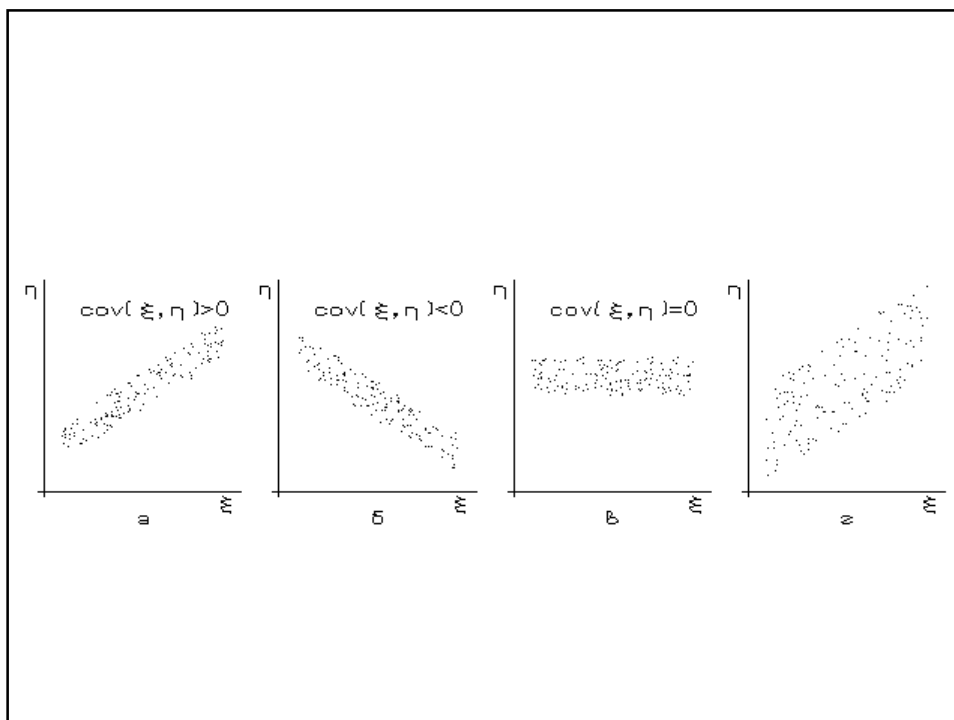 η
cov( ξ, η )>0
ξ
а
η
cov( ξ, η )<0
ξ
б
η
cov( ξ, η )=0
ξ
в
η
ξ
г